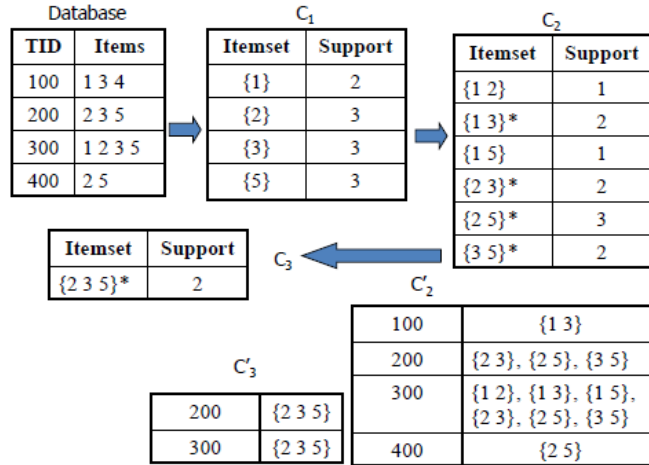 Database
TID Items
100 1 3 4
200 2 3 5
300 1 2 3 5
400 2 5
C1
Itemset Support
{1} 2
{2} 3
{3} 3
{5} 3
C2
Itemset Support
{1 2} 1
{1 3}* 2
{1 5} 1
{2 3}* 2
{2 5}* 3
{3 5}* 2
C3
Itemset Support
{2 3 5}* 2
C'2
100 {1 3}
200 {2 3}, {2 5}, {3 5}
300 {1 2}, {1 3}, {1 5},
{2 3}, {2 5}, {3 5}
400 {2 5}
C'3
200 {2 3 5}
300 {2 3 5}